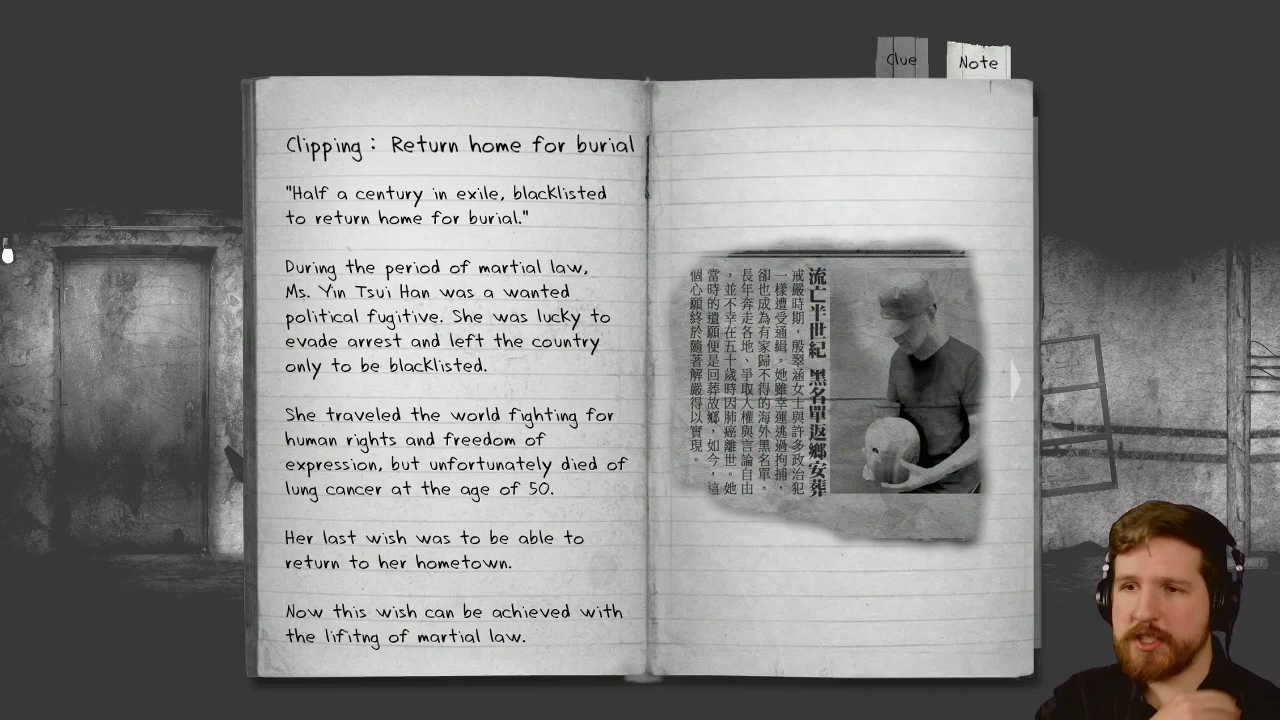 Clue
Note
Clipping : Return home for burial
"Half a century in exile, blacklisted
to return home for burial."
During the period of martial law,
Ms. Yin Tsui Han was a wanted
political fugitive. She was lucky to
evade arrest and left the country
only to be blacklisted.
She traveled the world fighting for
human rights and freedom of
expression, but unfortunately died of
lung cancer at the age of 50.
Her last wish was to be able to
return to her hometown.
Now this wish can be achieved with
the lifitng of martial law.
流亡半世紀 黑名單返鄉安葬
戒嚴時期，殷翠涵女士與許多政治犯
一樣遭受通緝。她雖幸運逃過拘捕，
卻也成為有家歸不得的海外黑名單。
長年奔走各地、爭取人權與言論自由
，並不幸在五十歲時因肺癌離世。她
當時的遺願便是回葬故鄉，如今，這
個心願終於隨著解嚴得以實現。